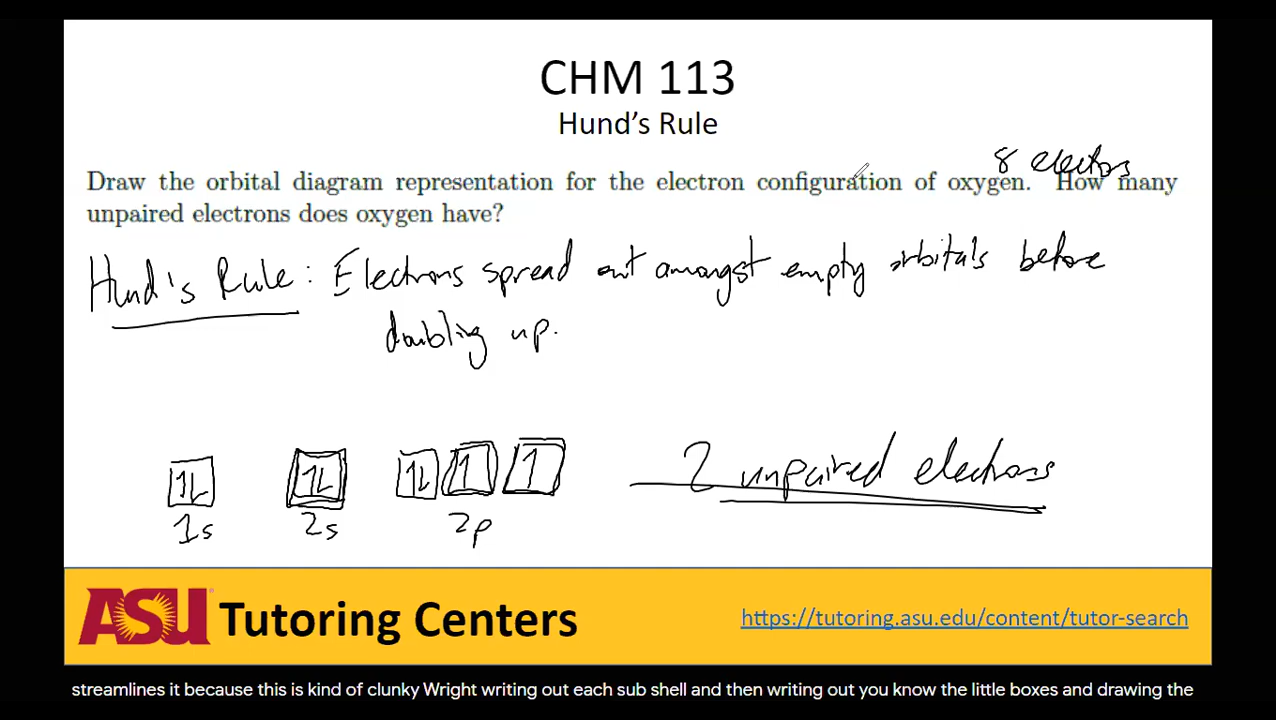 CHM 113
Hund's Rule
8 electors
Draw the orbital diagram representation for the electron configuration of oxygen. How many
unpaired electrons does oxygen have?
Hund's Rule: Electrons spread out amongst empty orbitals before
doubling up.
2 unpaired electrons
1s 2s 2p
ASU Tutoring Centers
https://tutoring.asu.edu/content/tutor-search
streamlines it because this is kind of clunky Wright writing out each sub shell and then writing out you know the little boxes and drawing the